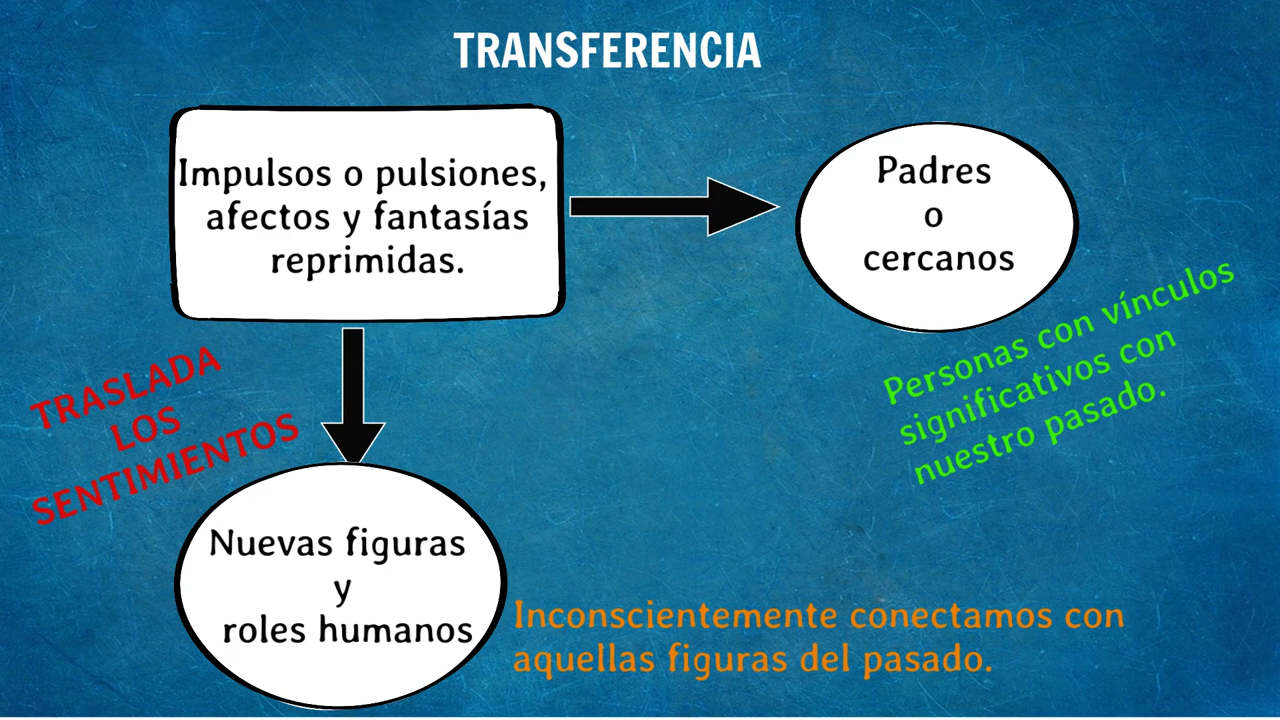 TRANSFERENCIA
Impulsos o pulsiones,
afectos y fantasías
reprimidas.
Padres
o
cercanos
Personas con vínculos
significativos con
nuestro pasado.
TRASLADA
LOS
SENTIMIENTOS
Nuevas figuras
y
roles humanos
Inconscientemente conectamos con
aquellas figuras del pasado.